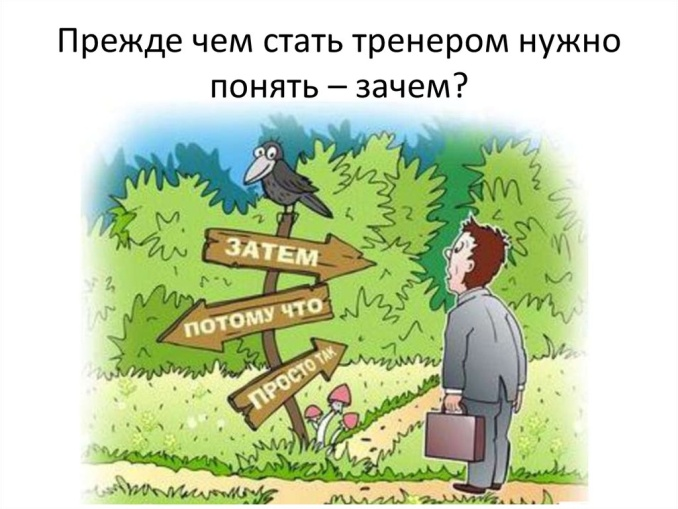 Прежде чем стать тренером нужно
понять – зачем?
ЗАТЕМ
ПОТОМУ ЧТО
ПРОСТО ТАК